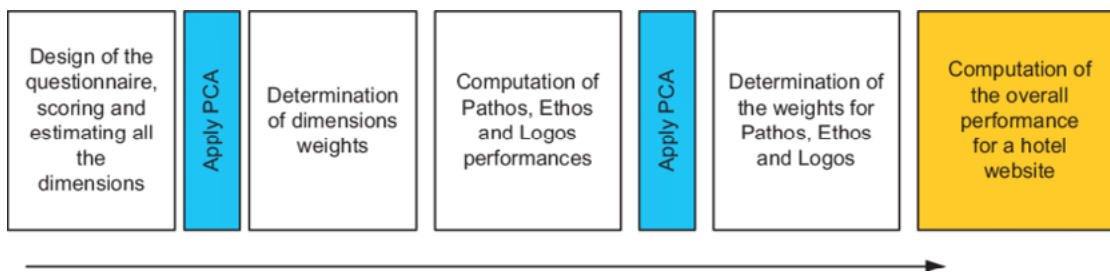 Design of the
questionnaire,
scoring and
estimating all
the
dimensions
Apply PCA
Determination
of dimensions
weights
Computation of
Pathos, Ethos
and Logos
performances
Apply PCA
Determination of
the weights for
Pathos, Ethos
and Logos
Computation of
the overall
performance
for a hotel
website